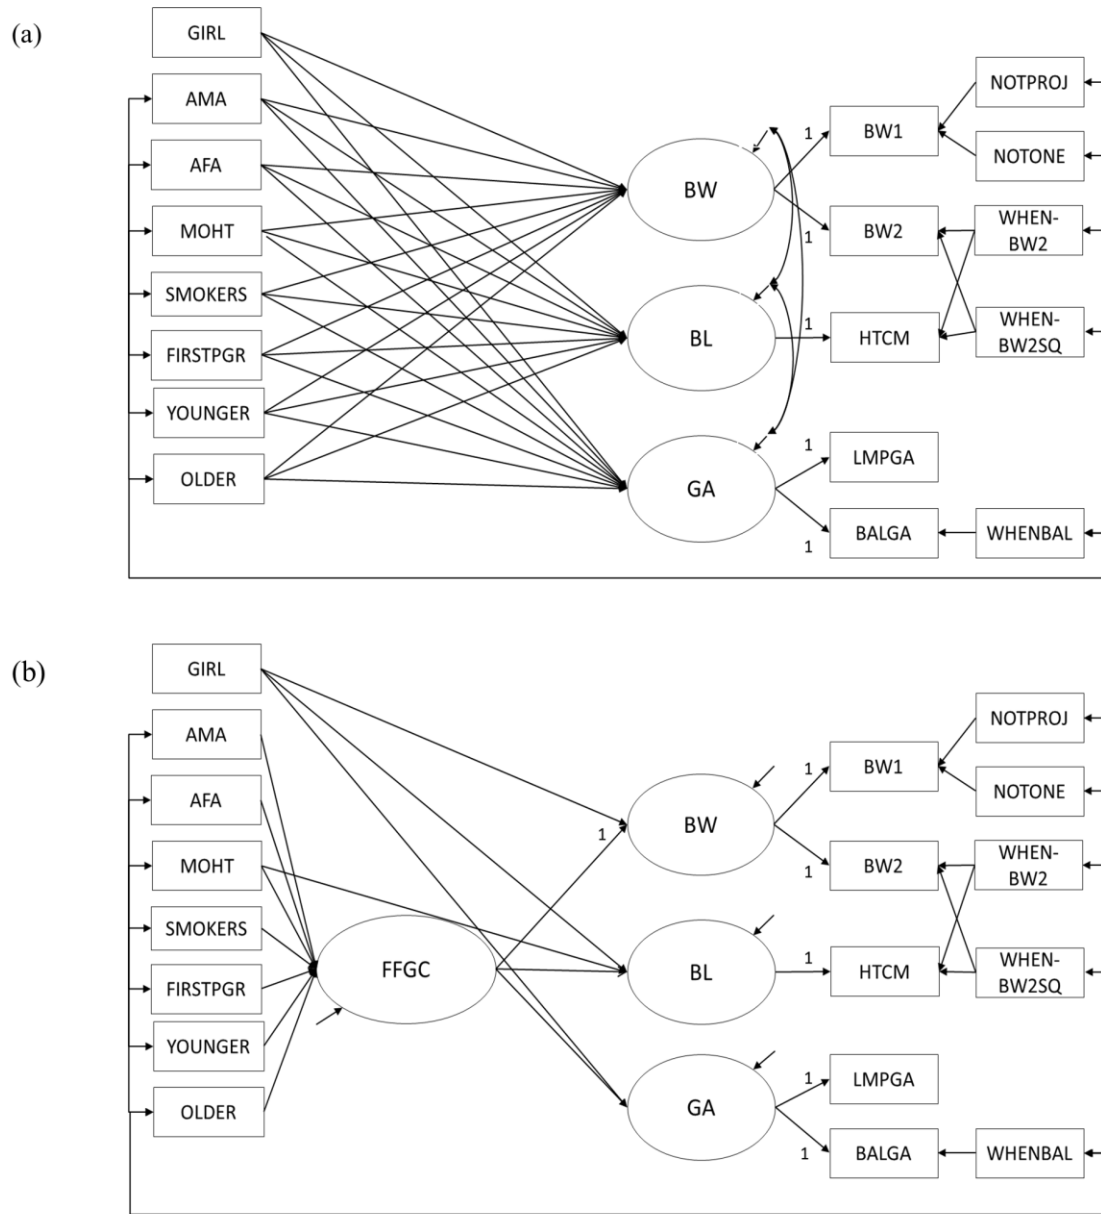 (a)
GIRL
AMA
AFA
MOHT
SMOKERS
FIRSTPGR
YOUNGER
OLDER
BW
BL
GA
1
1
1
1
1
BW1
BW2
HTCM
LMPGA
BALGA
NOTPROJ
NOTONE
WHEN-
BW2
WHEN-
BW2SQ
WHENBAL
(b)
GIRL
AMA
AFA
MOHT
SMOKERS
FIRSTPGR
YOUNGER
OLDER
FFGC
1
BW
BL
GA
1
1
1
1
1
BW1
BW2
HTCM
LMPGA
BALGA
NOTPROJ
NOTONE
WHEN-
BW2
WHEN-
BW2SQ
WHENBAL